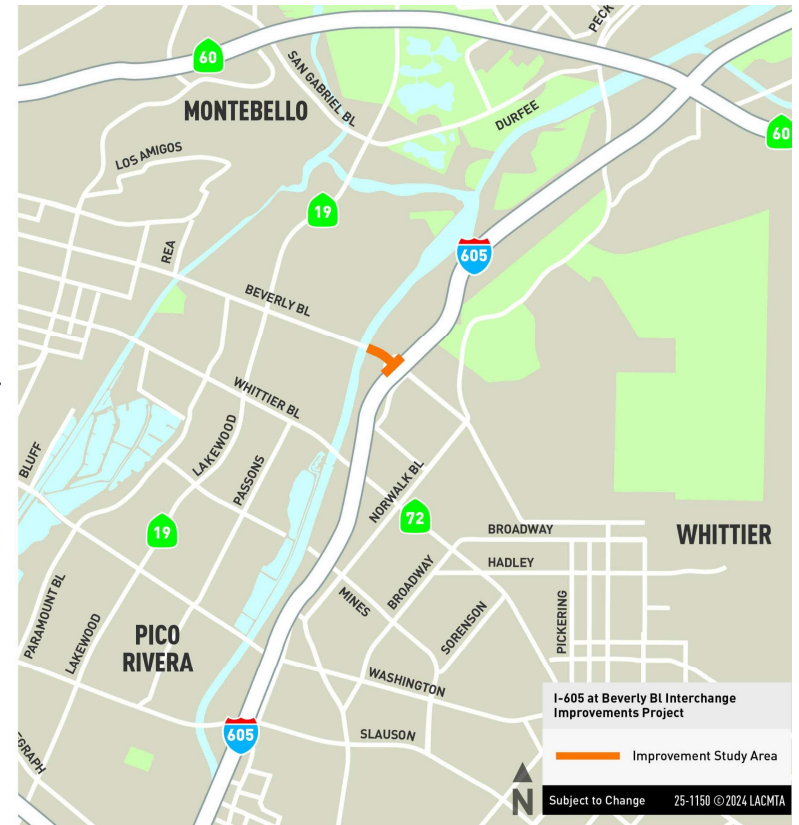 PECK
60
SAN GABRIEL BL
MONTEBELLO
DURFEE
60
LOS AMIGOS
19
REA
605
BEVERLY BL
WHITTIER BL
LAKEWOOD
BLUFF
PASSONS
NORWALK BL
72
19
BROADWAY
WHITTIER
HADLEY
PARAMOUNT BL
MINES
BROADWAY
LAKEWOOD
SORENSON
PICKERING
PICO
RIVERA
WASHINGTON
605
SLAUSON
EGRAPH
I-605 at Beverly Bl Interchange
Improvements Project
Improvement Study Area
N
Subject to Change 25-1150 ©2024 LACMTA